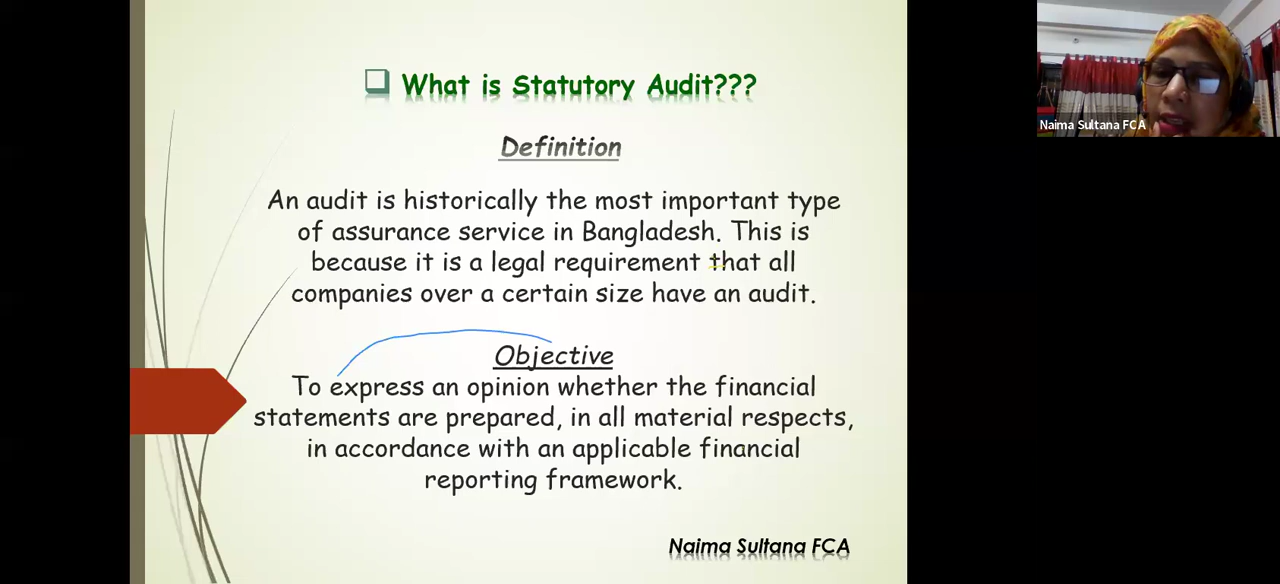 What is Statutory Audit???
Definition
An audit is historically the most important type
of assurance service in Bangladesh. This is
because it is a legal requirement that all
companies over a certain size have an audit.
Objective
To express an opinion whether the financial
statements are prepared, in all material respects,
in accordance with an applicable financial
reporting framework.
Naima Sultana FCA
Naima Sultana FCA